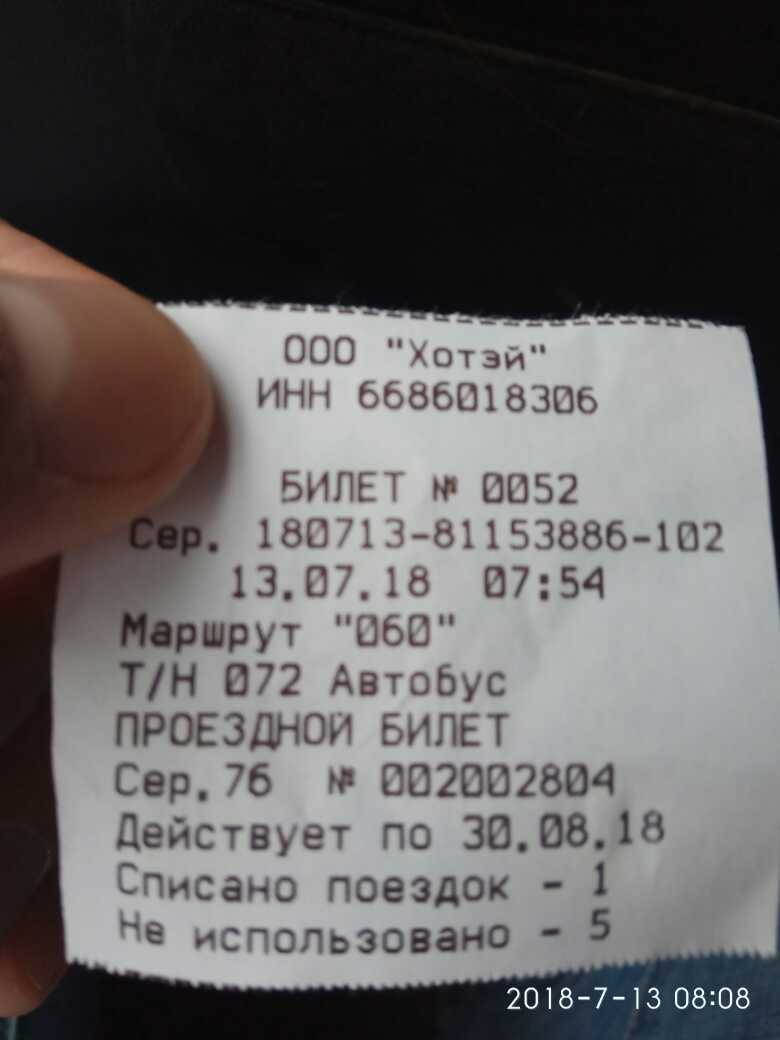 ООО "Хотэй"
ИНН 6686018306
БИЛЕТ № 0052
Сер. 180713-81153886-102
13.07.18 07:54
Маршрут "060"
Т/Н 072 Автобус
ПРОЕЗДНОЙ БИЛЕТ
Сер.76 № 002002804
Действует по 30.08.18
Списано поездок - 1
Не использовано - 5
2018-7-13 08:08